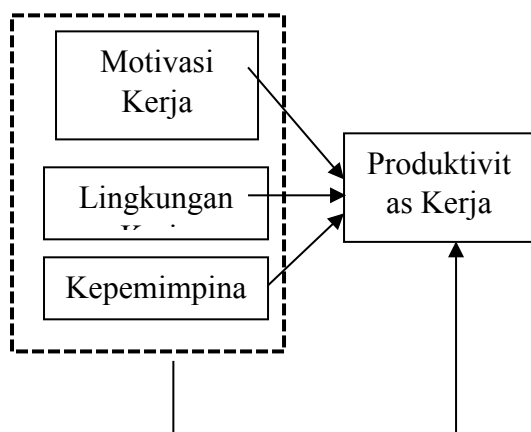 Motivasi
Kerja
Produktivit
as Kerja
Lingkungan
Kepemimpina